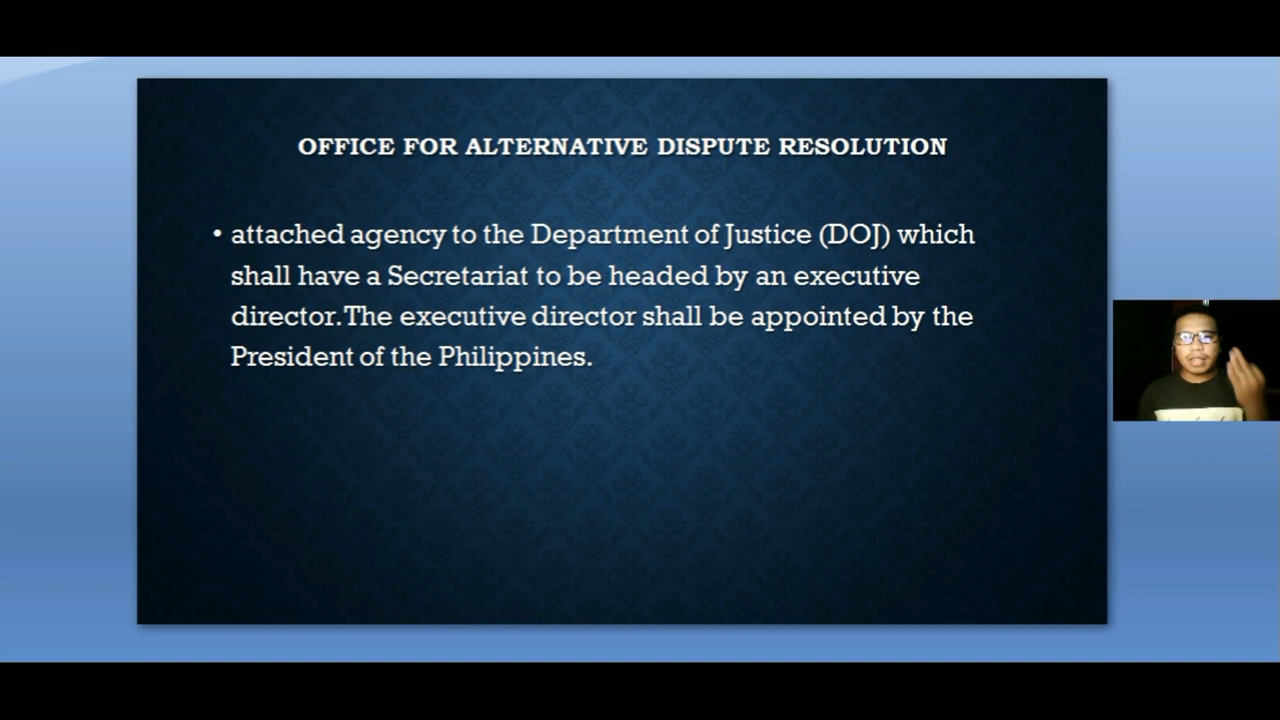 OFFICE FOR ALTERNATIVE DISPUTE RESOLUTION
• attached agency to the Department of Justice (DOJ) which
shall have a Secretariat to be headed by an executive
director.The executive director shall be appointed by the
President of the Philippines.